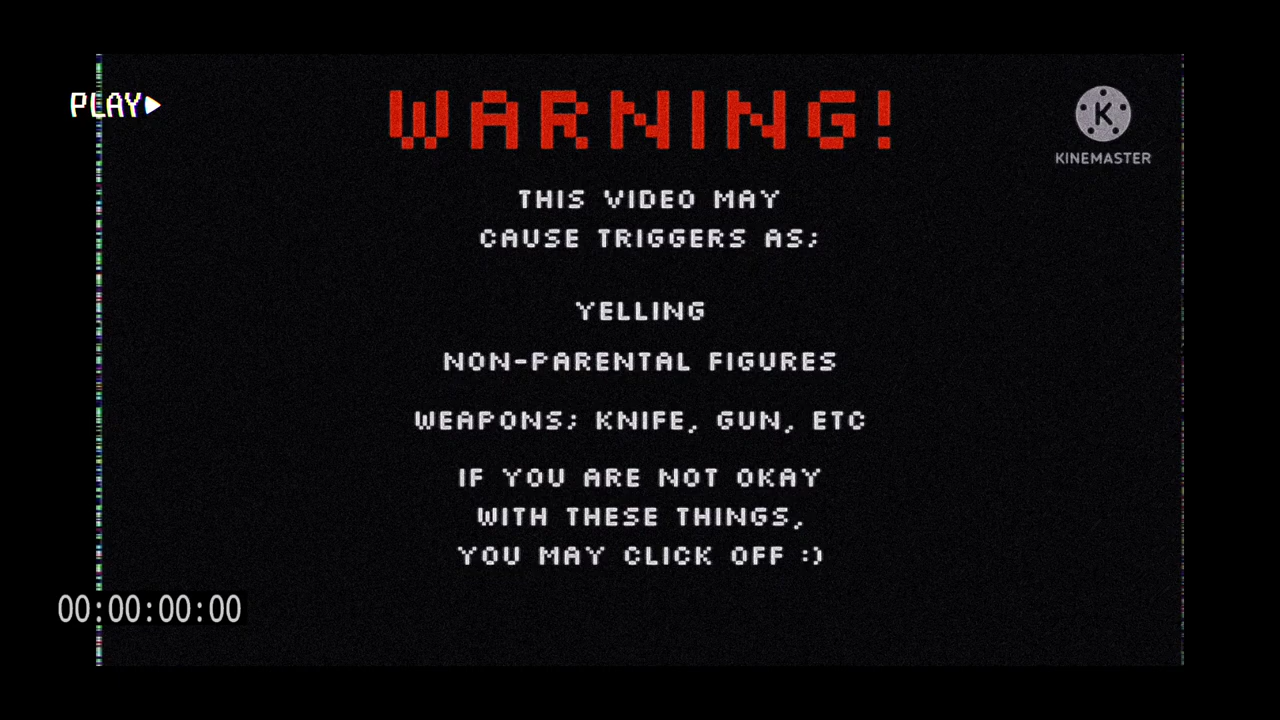 PLAY
WARNING!
KINEMASTER
THIS VIDEO MAY
CAUSE TRIGGERS AS;
YELLING
NON-PARENTAL FIGURES
WEAPONS; KNIFE, GUN, ETC
IF YOU ARE NOT OKAY
WITH THESE THINGS,
YOU MAY CLICK OFF :)
00:00:00:00